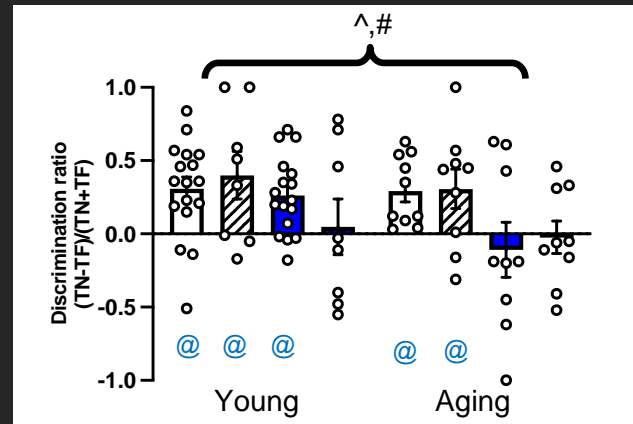 ^,#
Discrimination ratio
(TN-TF)/(TN+TF)
1.0
0.5
0.0
-0.5
-1.0
@ @ @ @ @
Young Aging